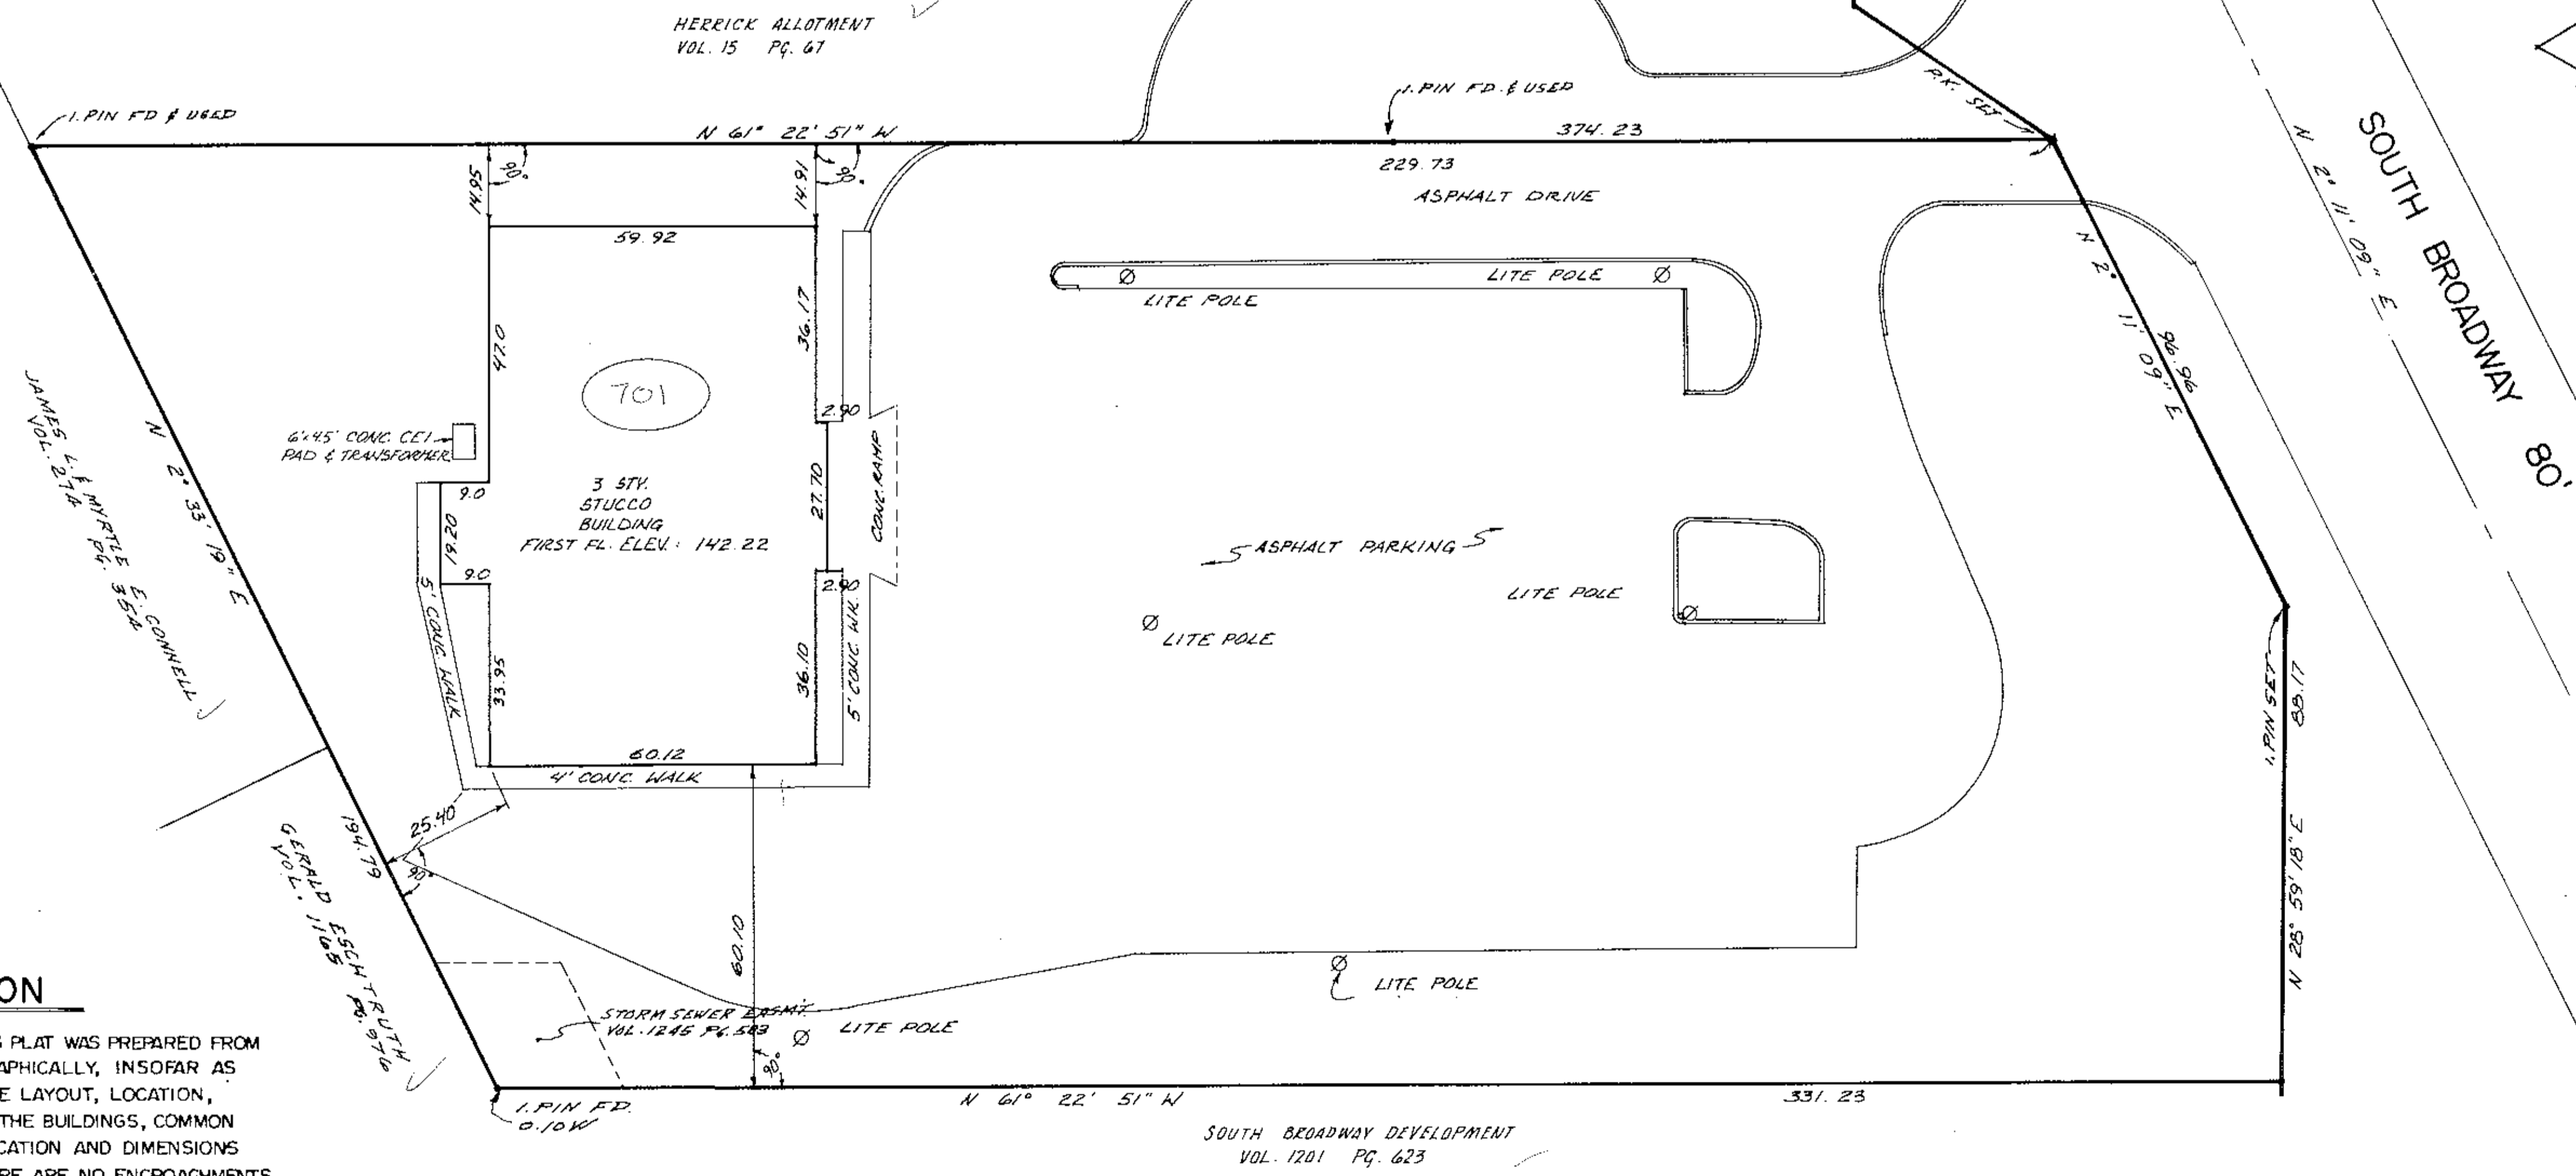 HERRICK ALLOTMENT
VOL. 15 PG. 67
I. PIN FD & USED
N 61° 22' 51" W
I. PIN FD. & USED
374.23
229.73
P.K. SET
ASPHALT DRIVE
14.95
90°
14.91
90°
59.92
47.0
36.17
701
2.90
6'x4.5' CONC. CEI
PAD & TRANSFORMER
9.0
19.20
9.0
3 STY.
STUCCO
BUILDING
FIRST FL. ELEV.: 142.22
27.70
CONC. RAMP
2.90
33.95
36.10
5' CONC. WALK
5' CONC. WK.
60.12
4' CONC. WALK
LITE POLE
LITE POLE
ASPHALT PARKING
LITE POLE
LITE POLE
N 2° 11' 09" E
96.96
N 2° 11' 09" E
SOUTH BROADWAY 80'
I. PIN SET
88.17
N 28° 59' 18" E
JAMES L. & MYRTLE E. CONNELL
VOL. 274 PG. 354
N 2° 33' 19" E
194.79
25.40
90°
GERALD ESCHTRUTH
VOL. 1165 PG. 976
60.10
90°
STORM SEWER EASMT.
VOL. 1245 PG. 583
LITE POLE
LITE POLE
I. PIN FD.
0.10 W
N 61° 22' 51" W
331.23
SOUTH BROADWAY DEVELOPMENT
VOL. 1201 PG. 623
ON
PLAT WAS PREPARED FROM
APHICALLY, INSOFAR AS
E LAYOUT, LOCATION,
THE BUILDINGS, COMMON
CATION AND DIMENSIONS
RE ARE NO ENCROACHMENTS